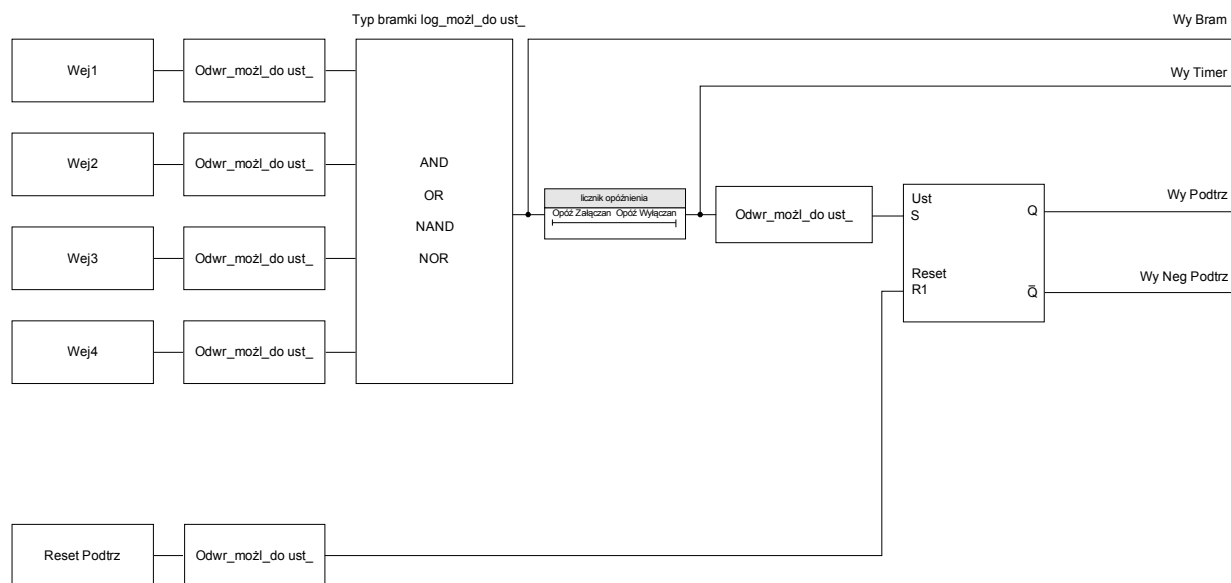 Typ bramki log_możl_do ust_
Wy Bram
Wej1
Odwr_możl_do ust_
Wy Timer
Wej2
Odwr_możl_do ust_
AND
OR
NAND
NOR
licznik opóźnienia
Opóź Załączan Opóź Wyłączan
Odwr_możl_do ust_
Ust
S
Q
Wy Podtrz
Wej3
Odwr_możl_do ust_
Reset
R1
Q̅
Wy Neg Podtrz
Wej4
Odwr_możl_do ust_
Reset Podtrz
Odwr_możl_do ust_